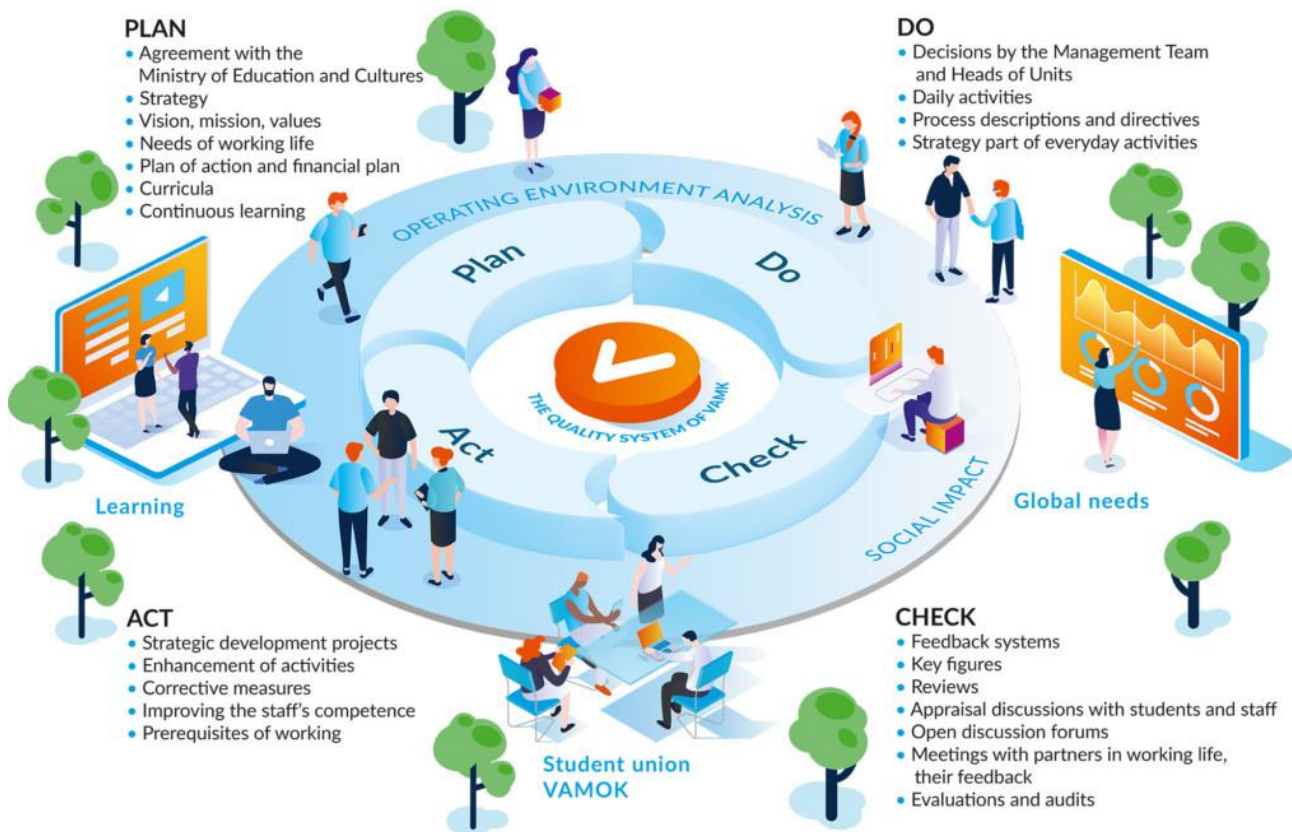 PLAN
• Agreement with the
Ministry of Education and Cultures
• Strategy
• Vision, mission, values
• Needs of working life
• Plan of action and financial plan
• Curricula
• Continuous learning
DO
• Decisions by the Management Team
and Heads of Units
• Daily activities
• Process descriptions and directives
• Strategy part of everyday activities
OPERATING ENVIRONMENT ANALYSIS
Plan
Do
THE QUALITY SYSTEM OF VAMK
Act
Check
SOCIAL IMPACT
Learning
Global needs
ACT
• Strategic development projects
• Enhancement of activities
• Corrective measures
• Improving the staff's competence
• Prerequisites of working
Student union
VAMOK
CHECK
• Feedback systems
• Key figures
• Reviews
• Appraisal discussions with students and staff
• Open discussion forums
• Meetings with partners in working life,
their feedback
• Evaluations and audits